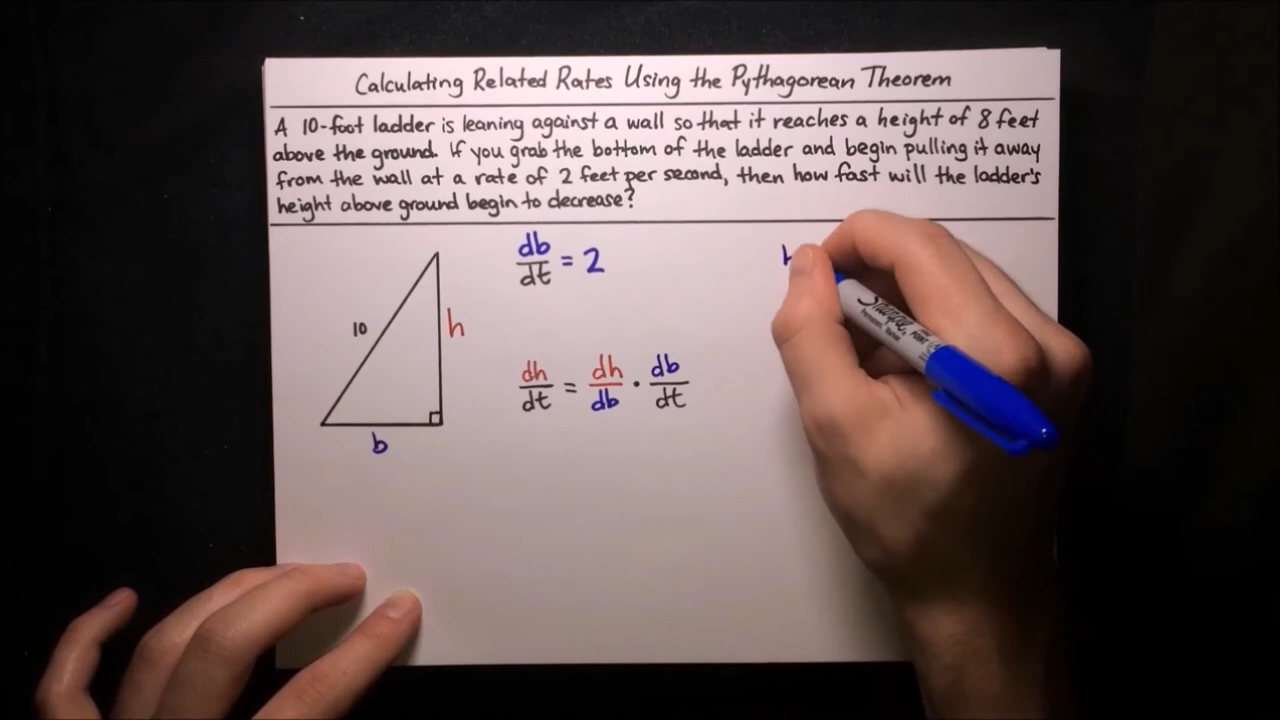 Calculating Related Rates Using the Pythagorean Theorem
A 10-foot ladder is leaning against a wall so that it reaches a height of 8 feet
above the ground. If you grab the bottom of the ladder and begin pulling it away
from the wall at a rate of 2 feet per second, then how fast will the ladder's
height above ground begin to decrease?
db/dt = 2
10
h
b
dh/dt = dh/db · db/dt
Sharpie